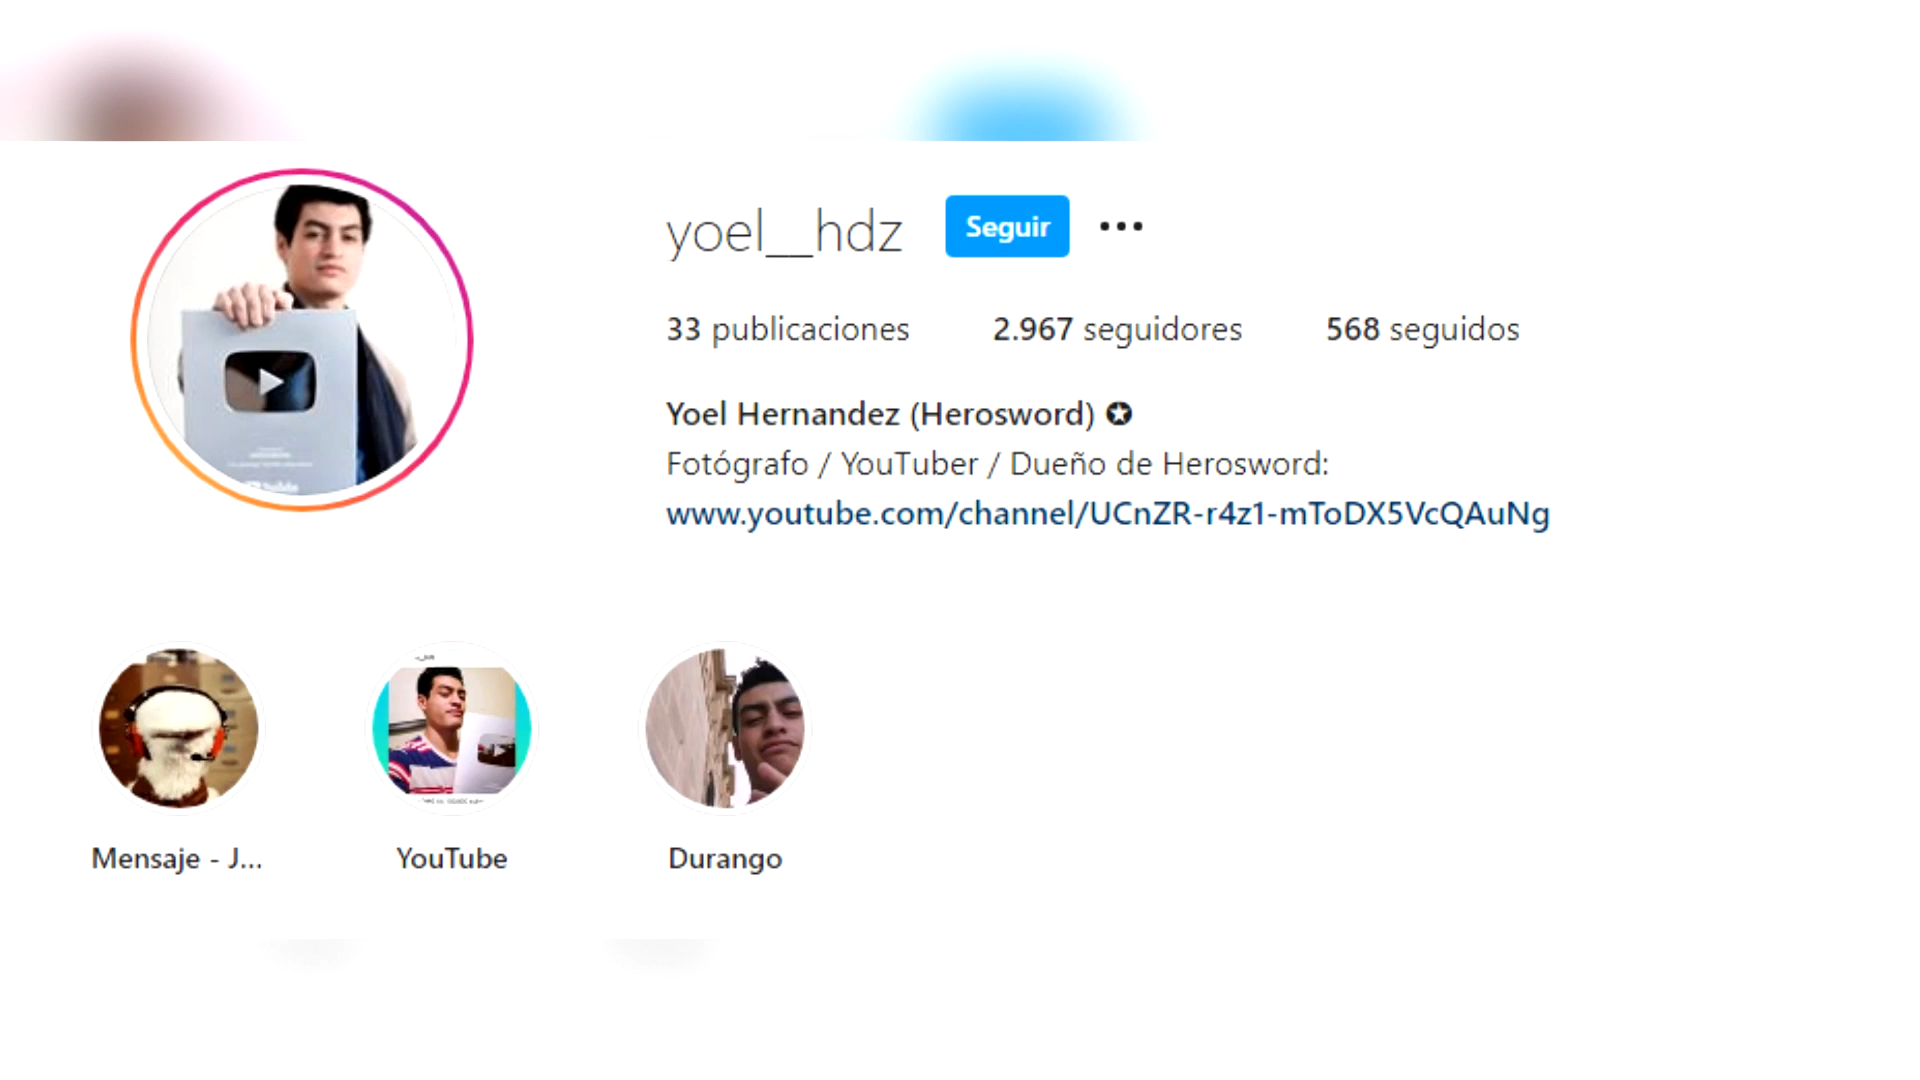 yoel__hdz Seguir
33 publicaciones 2.967 seguidores 568 seguidos
Yoel Hernandez (Herosword) ✪
Fotógrafo / YouTuber / Dueño de Herosword:
www.youtube.com/channel/UCnZR-r4z1-mToDX5VcQAuNg
Mensaje - J... YouTube Durango